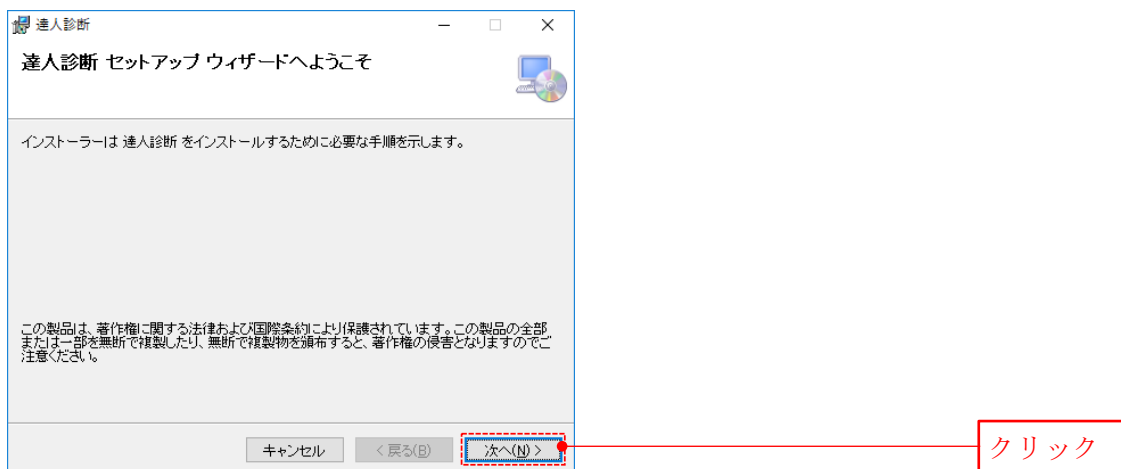 達人診断
達人診断 セットアップ ウィザードへようこそ
インストーラーは 達人診断 をインストールするために必要な手順を示します。
この製品は、著作権に関する法律および国際条約により保護されています。この製品の全部
または一部を無断で複製したり、無断で複製物を頒布すると、著作権の侵害となりますのでご
注意ください。
キャンセル
< 戻る(B)
次へ(N) >
クリック